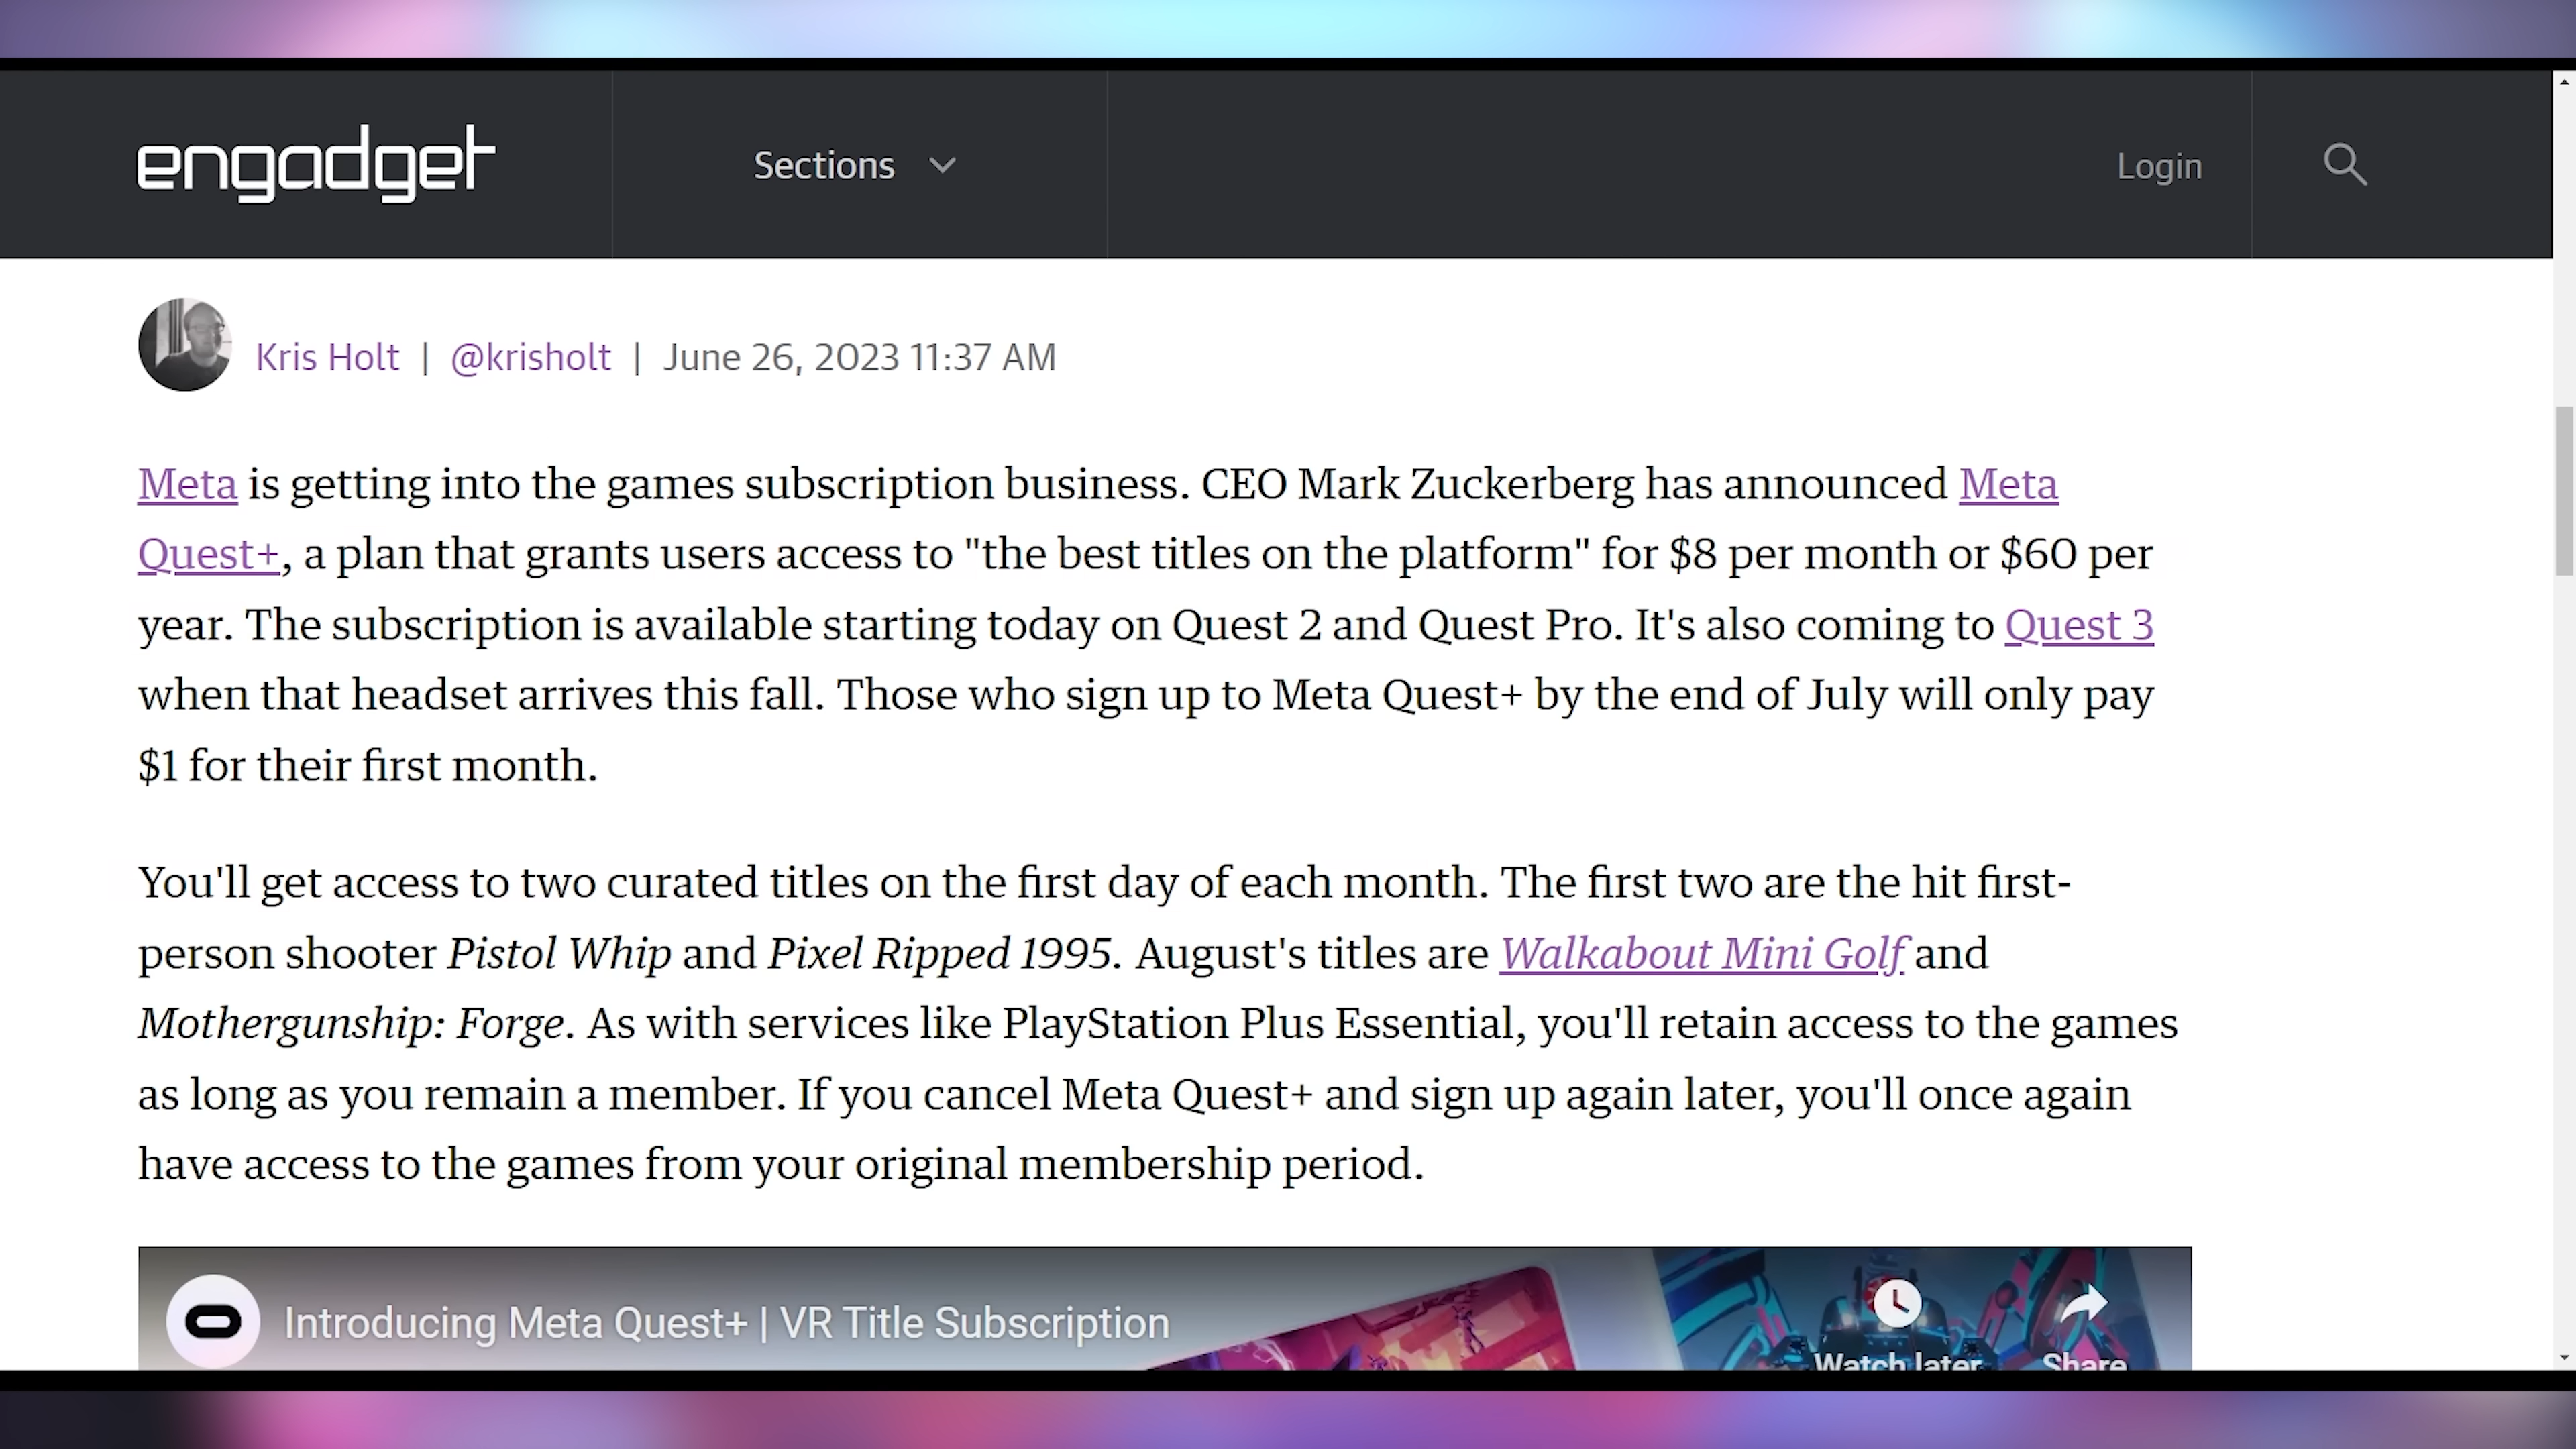 engadget
Sections
Login
Kris Holt | @krisholt | June 26, 2023 11:37 AM
Meta is getting into the games subscription business. CEO Mark Zuckerberg has announced Meta
Quest+, a plan that grants users access to "the best titles on the platform" for $8 per month or $60 per
year. The subscription is available starting today on Quest 2 and Quest Pro. It's also coming to Quest 3
when that headset arrives this fall. Those who sign up to Meta Quest+ by the end of July will only pay
$1 for their first month.
You'll get access to two curated titles on the first day of each month. The first two are the hit first-
person shooter Pistol Whip and Pixel Ripped 1995. August's titles are Walkabout Mini Golf and
Mothergunship: Forge. As with services like PlayStation Plus Essential, you'll retain access to the games
as long as you remain a member. If you cancel Meta Quest+ and sign up again later, you'll once again
have access to the games from your original membership period.
Introducing Meta Quest+ | VR Title Subscription
Watch later
Share